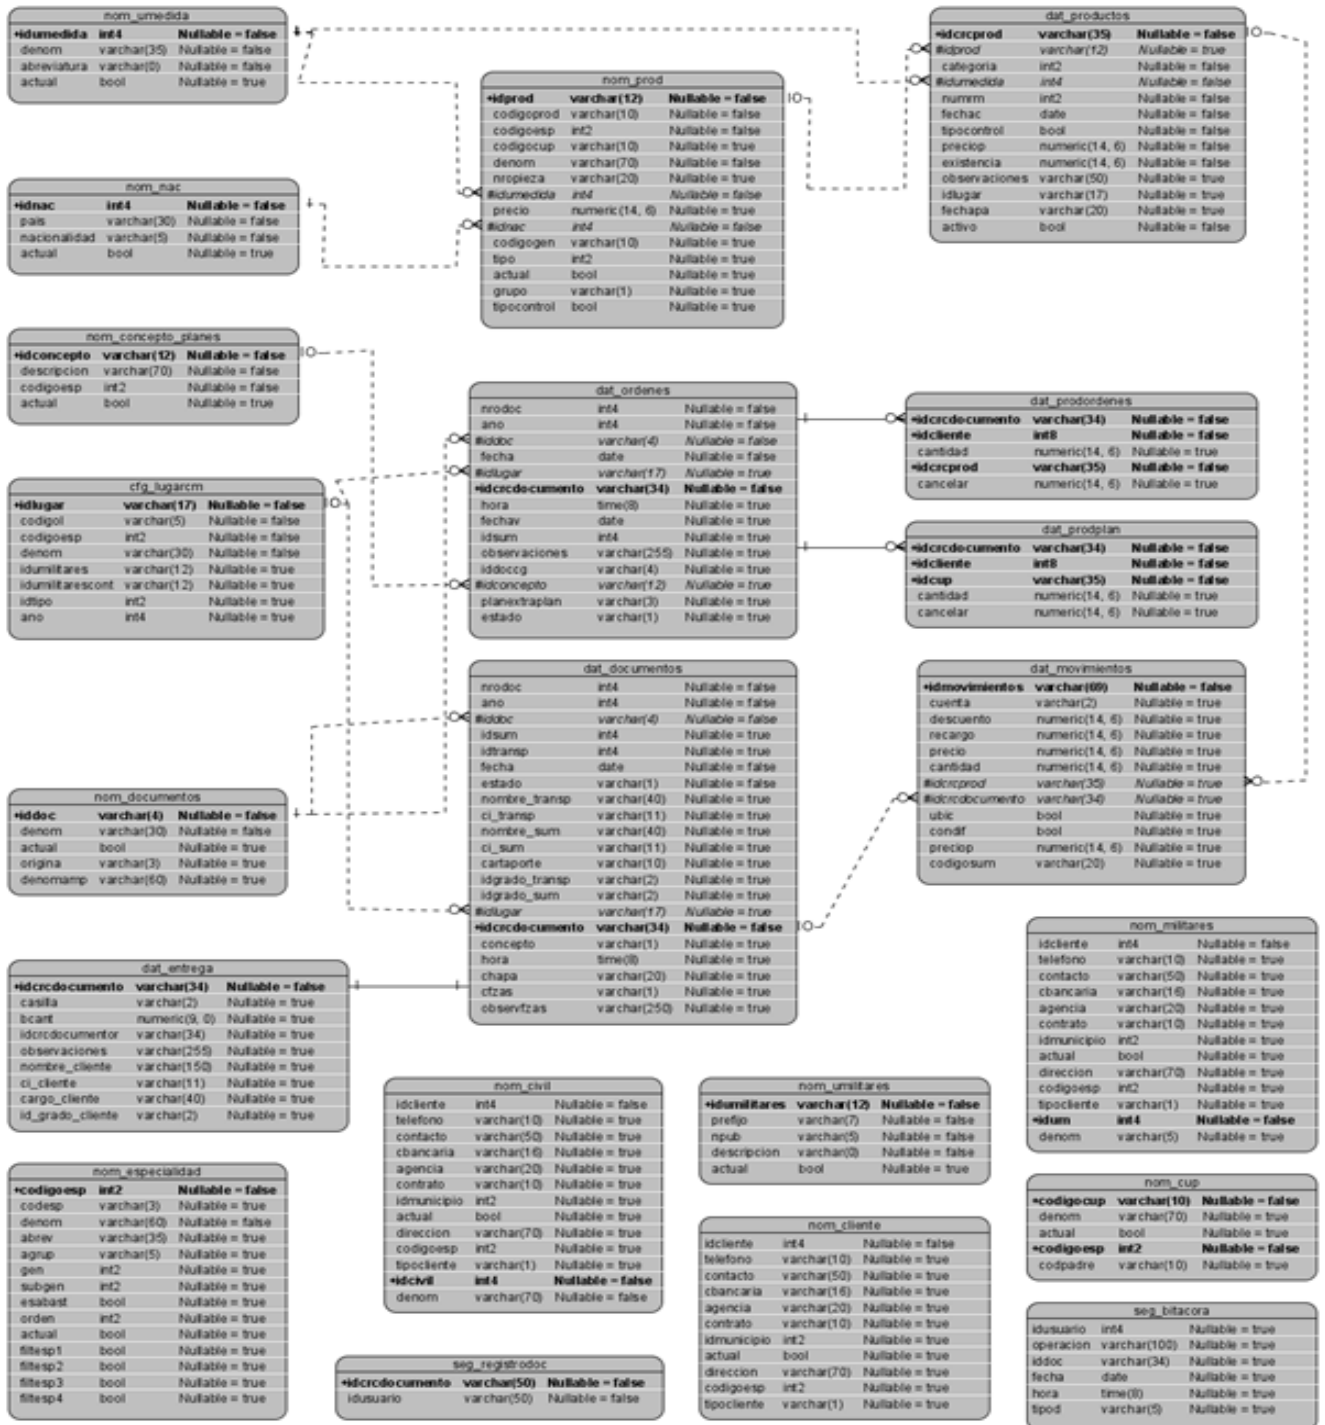 nom_umedida
+idumedida int4 Nullable = false
denom varchar(35) Nullable = false
abreviatura varchar(0) Nullable = false
actual bool Nullable = true
dat_productos
+idcrcprod varchar(35) Nullable = false
#idprod varchar(12) Nullable = true
categoria int2 Nullable = false
#idumedida int4 Nullable = false
numrm int2 Nullable = false
fechac date Nullable = false
tipocontrol bool Nullable = false
preciop numeric(14, 6) Nullable = false
existencia numeric(14, 6) Nullable = false
observaciones varchar(50) Nullable = true
idlugar varchar(17) Nullable = false
fechapa varchar(20) Nullable = true
activo bool Nullable = false
nom_prod
+idprod varchar(12) Nullable = false
codigoprod varchar(10) Nullable = false
codigoesp int2 Nullable = false
codigocup varchar(10) Nullable = true
denom varchar(70) Nullable = false
nropieza varchar(20) Nullable = true
#idumedida int4 Nullable = false
precio numeric(14, 6) Nullable = true
#idnac int4 Nullable = false
codigogen varchar(10) Nullable = true
tipo int2 Nullable = true
actual bool Nullable = true
grupo varchar(1) Nullable = true
tipocontrol bool Nullable = true
nom_nac
+idnac int4 Nullable = false
pais varchar(30) Nullable = false
nacionalidad varchar(5) Nullable = false
actual bool Nullable = true
nom_concepto_planes
+idconcepto varchar(12) Nullable = false
descripcion varchar(70) Nullable = false
codigoesp int2 Nullable = false
actual bool Nullable = true
dat_ordenes
nrodoc int4 Nullable = false
ano int4 Nullable = false
#iddoc varchar(4) Nullable = false
fecha date Nullable = false
#idlugar varchar(17) Nullable = true
+idcrcdocumento varchar(34) Nullable = false
hora time(8) Nullable = true
fechav date Nullable = true
idsum int4 Nullable = true
observaciones varchar(255) Nullable = true
iddoccg varchar(4) Nullable = true
#idconcepto varchar(12) Nullable = true
planextraplan varchar(3) Nullable = true
estado varchar(1) Nullable = true
dat_prodordenes
+idcrcdocumento varchar(34) Nullable = false
+idcliente int8 Nullable = false
cantidad numeric(14, 6) Nullable = true
+idcrcprod varchar(35) Nullable = false
cancelar numeric(14, 6) Nullable = true
cfg_lugarcm
+idlugar varchar(17) Nullable = false
codigol varchar(5) Nullable = false
codigoesp int2 Nullable = false
denom varchar(30) Nullable = false
idumilitares varchar(12) Nullable = true
idumilitarescont varchar(12) Nullable = true
idtipo int2 Nullable = true
ano int4 Nullable = true
dat_prodplan
+idcrcdocumento varchar(34) Nullable = false
+idcliente int8 Nullable = false
+idcup varchar(35) Nullable = false
cantidad numeric(14, 6) Nullable = true
cancelar numeric(14, 6) Nullable = true
dat_documentos
nrodoc int4 Nullable = false
ano int4 Nullable = false
#iddoc varchar(4) Nullable = false
idsum int4 Nullable = true
idtransp int4 Nullable = true
fecha date Nullable = false
estado varchar(1) Nullable = false
nombre_transp varchar(40) Nullable = true
ci_transp varchar(11) Nullable = true
nombre_sum varchar(40) Nullable = true
ci_sum varchar(11) Nullable = true
cartaporte varchar(10) Nullable = true
idgrado_transp varchar(2) Nullable = true
idgrado_sum varchar(2) Nullable = true
#idlugar varchar(17) Nullable = true
+idcrcdocumento varchar(34) Nullable = false
concepto varchar(1) Nullable = true
hora time(8) Nullable = true
chapa varchar(20) Nullable = true
cfzas varchar(1) Nullable = true
observfzas varchar(250) Nullable = true
dat_movimientos
+idmovimientos varchar(69) Nullable = false
cuenta varchar(2) Nullable = true
descuento numeric(14, 6) Nullable = true
recargo numeric(14, 6) Nullable = true
precio numeric(14, 6) Nullable = true
cantidad numeric(14, 6) Nullable = true
#idcrcprod varchar(35) Nullable = true
#idcrcdocumento varchar(34) Nullable = true
ubic bool Nullable = true
condif bool Nullable = true
preciop numeric(14, 6) Nullable = true
codigosum varchar(20) Nullable = true
nom_documentos
+iddoc varchar(4) Nullable = false
denom varchar(30) Nullable = false
actual bool Nullable = true
origina varchar(3) Nullable = true
denomamp varchar(60) Nullable = true
nom_militares
idcliente int4 Nullable = false
telefono varchar(10) Nullable = true
contacto varchar(50) Nullable = true
cbancaria varchar(16) Nullable = true
agencia varchar(20) Nullable = true
contrato varchar(10) Nullable = true
idmunicipio int2 Nullable = true
actual bool Nullable = true
direccion varchar(70) Nullable = true
codigoesp int2 Nullable = true
tipocliente varchar(1) Nullable = true
+idum int4 Nullable = false
denom varchar(5) Nullable = true
dat_entrega
+idcrcdocumento varchar(34) Nullable = false
casilla varchar(2) Nullable = true
bcant numeric(9, 0) Nullable = true
idcrcdocumentor varchar(34) Nullable = true
observaciones varchar(255) Nullable = true
nombre_cliente varchar(150) Nullable = true
ci_cliente varchar(11) Nullable = true
cargo_cliente varchar(40) Nullable = true
id_grado_cliente varchar(2) Nullable = true
nom_civil
idcliente int4 Nullable = false
telefono varchar(10) Nullable = true
contacto varchar(50) Nullable = true
cbancaria varchar(16) Nullable = true
agencia varchar(20) Nullable = true
contrato varchar(10) Nullable = true
idmunicipio int2 Nullable = true
actual bool Nullable = true
direccion varchar(70) Nullable = true
codigoesp int2 Nullable = true
tipocliente varchar(1) Nullable = true
+idcivil int4 Nullable = false
denom varchar(70) Nullable = false
nom_umilitares
+idumilitares varchar(12) Nullable = false
prefijo varchar(7) Nullable = false
npub varchar(5) Nullable = false
descripcion varchar(0) Nullable = false
actual bool Nullable = true
nom_especialidad
+codigoesp int2 Nullable = false
codesp varchar(3) Nullable = true
denom varchar(60) Nullable = false
abrev varchar(35) Nullable = true
agrup varchar(5) Nullable = true
gen int2 Nullable = true
subgen int2 Nullable = true
esabast bool Nullable = true
orden int2 Nullable = true
actual bool Nullable = true
filtesp1 bool Nullable = true
filtesp2 bool Nullable = true
filtesp3 bool Nullable = true
filtesp4 bool Nullable = true
nom_cup
+codigocup varchar(10) Nullable = false
denom varchar(70) Nullable = true
actual bool Nullable = true
+codigoesp int2 Nullable = false
codpadre varchar(10) Nullable = true
nom_cliente
idcliente int4 Nullable = false
telefono varchar(10) Nullable = true
contacto varchar(50) Nullable = true
cbancaria varchar(16) Nullable = true
agencia varchar(20) Nullable = true
contrato varchar(10) Nullable = true
idmunicipio int2 Nullable = true
actual bool Nullable = true
direccion varchar(70) Nullable = true
codigoesp int2 Nullable = true
tipocliente varchar(1) Nullable = true
seg_bitacora
idusuario int4 Nullable = true
operacion varchar(100) Nullable = true
iddoc varchar(34) Nullable = true
fecha date Nullable = true
hora time(8) Nullable = true
tipod varchar(5) Nullable = true
seg_registrodoc
+idcrcdocumento varchar(50) Nullable = false
idusuario varchar(50) Nullable = false